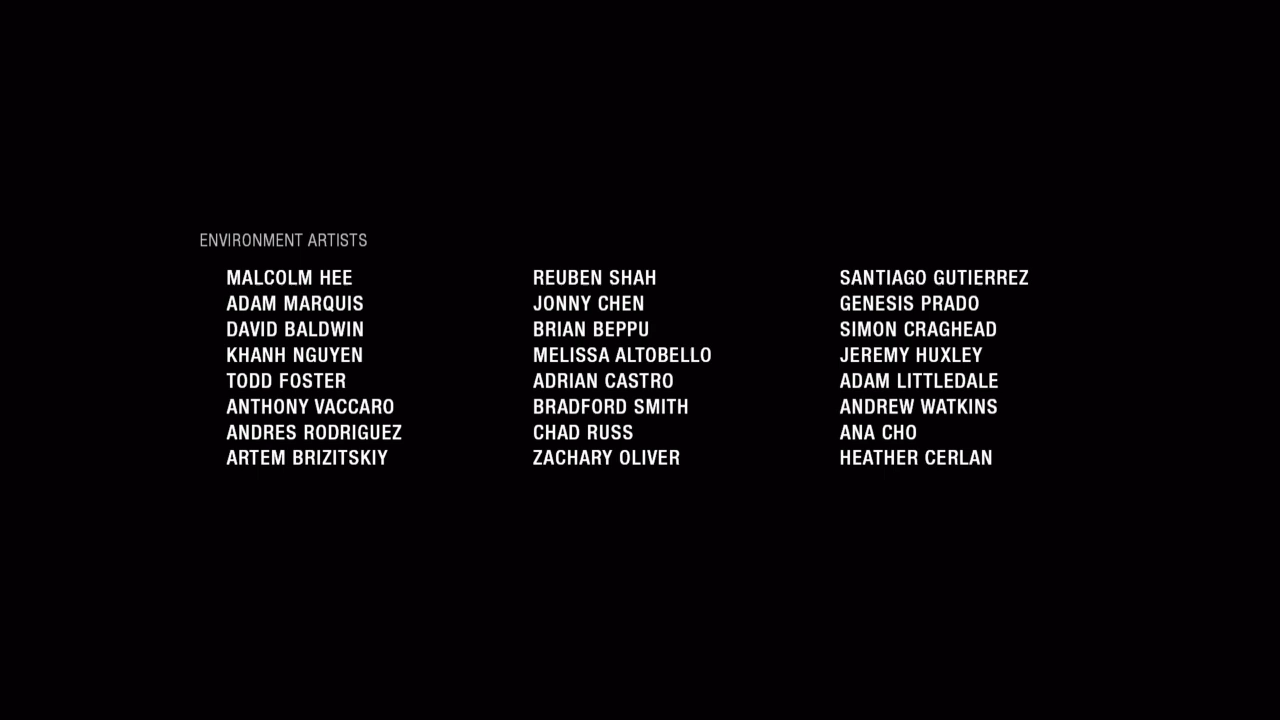 ENVIRONMENT ARTISTS
MALCOLM HEE
ADAM MARQUIS
DAVID BALDWIN
KHANH NGUYEN
TODD FOSTER
ANTHONY VACCARO
ANDRES RODRIGUEZ
ARTEM BRIZITSKIY
REUBEN SHAH
JONNY CHEN
BRIAN BEPPU
MELISSA ALTOBELLO
ADRIAN CASTRO
BRADFORD SMITH
CHAD RUSS
ZACHARY OLIVER
SANTIAGO GUTIERREZ
GENESIS PRADO
SIMON CRAGHEAD
JEREMY HUXLEY
ADAM LITTLEDALE
ANDREW WATKINS
ANA CHO
HEATHER CERLAN